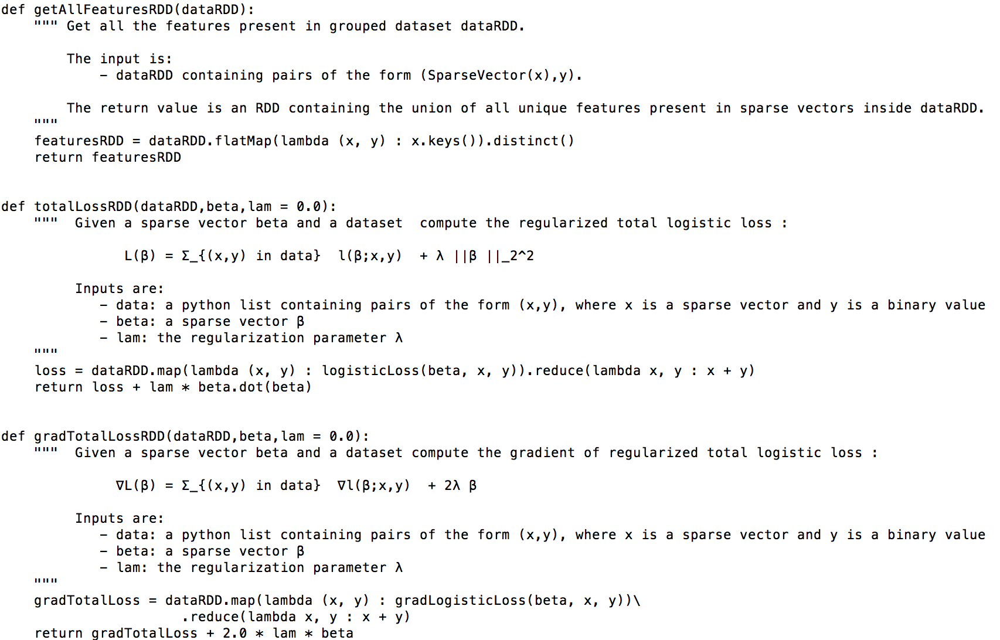 def getAllFeaturesRDD(dataRDD):
    """ Get all the features present in grouped dataset dataRDD.

        The input is:
            - dataRDD containing pairs of the form (SparseVector(x),y).

        The return value is an RDD containing the union of all unique features present in sparse vectors inside dataRDD.
    """
    featuresRDD = dataRDD.flatMap(lambda (x, y) : x.keys()).distinct()
    return featuresRDD


def totalLossRDD(dataRDD,beta,lam = 0.0):
    """  Given a sparse vector beta and a dataset  compute the regularized total logistic loss :

               L(β) = Σ_{(x,y) in data}  l(β;x,y)  + λ ||β ||_2^2

         Inputs are:
            - data: a python list containing pairs of the form (x,y), where x is a sparse vector and y is a binary value
            - beta: a sparse vector β
            - lam: the regularization parameter λ
    """
    loss = dataRDD.map(lambda (x, y) : logisticLoss(beta, x, y)).reduce(lambda x, y : x + y)
    return loss + lam * beta.dot(beta)


def gradTotalLossRDD(dataRDD,beta,lam = 0.0):
    """  Given a sparse vector beta and a dataset compute the gradient of regularized total logistic loss :

              ∇L(β) = Σ_{(x,y) in data}  ∇l(β;x,y)  + 2λ β

         Inputs are:
            - data: a python list containing pairs of the form (x,y), where x is a sparse vector and y is a binary value
            - beta: a sparse vector β
            - lam: the regularization parameter λ
    """
    gradTotalLoss = dataRDD.map(lambda (x, y) : gradLogisticLoss(beta, x, y))\
                      .reduce(lambda x, y : x + y)
    return gradTotalLoss + 2.0 * lam * beta